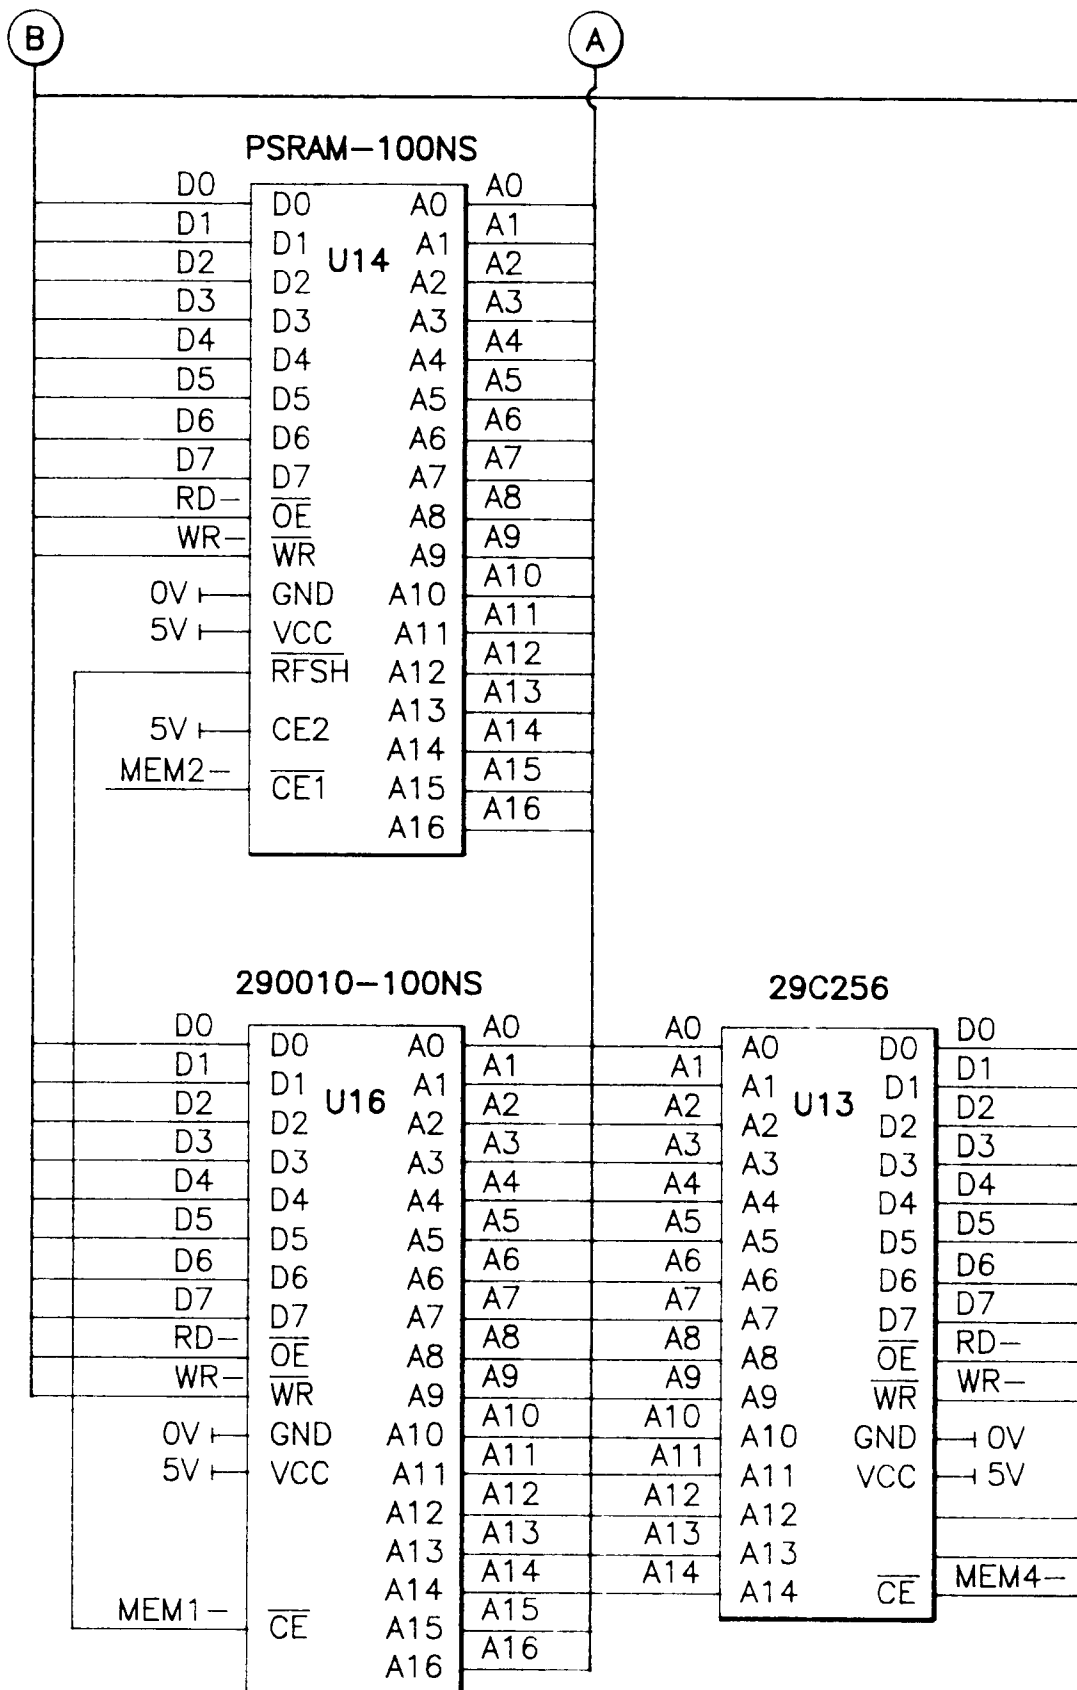 B A
PSRAM-100NS
D0 D0 A0 A0
D1 D1 U14 A1 A1
D2 D2 A2 A2
D3 D3 A3 A3
D4 D4 A4 A4
D5 D5 A5 A5
D6 D6 A6 A6
D7 D7 A7 A7
RD- OE A8 A8
WR- WR A9 A9
0V GND A10 A10
5V VCC A11 A11
RFSH A12 A12
A13 A13
5V CE2 A14 A14
MEM2- CE1 A15 A15
A16 A16
290010-100NS 29C256
D0 D0 A0 A0 A0 A0 D0 D0
D1 D1 U16 A1 A1 A1 A1 U13 D1 D1
D2 D2 A2 A2 A2 A2 D2 D2
D3 D3 A3 A3 A3 A3 D3 D3
D4 D4 A4 A4 A4 A4 D4 D4
D5 D5 A5 A5 A5 A5 D5 D5
D6 D6 A6 A6 A6 A6 D6 D6
D7 D7 A7 A7 A7 A7 D7 D7
RD- OE A8 A8 A8 A8 OE RD-
WR- WR A9 A9 A9 A9 WR WR-
0V GND A10 A10 A10 A10 GND 0V
5V VCC A11 A11 A11 A11 VCC 5V
A12 A12 A12 A12
A13 A13 A13 A13
A14 A14 A14 A14 CE MEM4-
MEM1- CE A15 A15
A16 A16